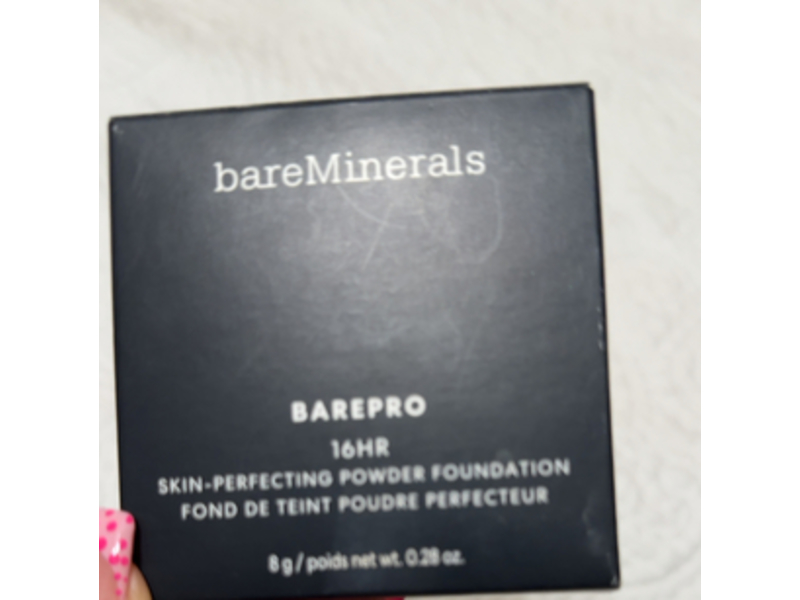 bareMinerals
BAREPRO
16HR
SKIN-PERFECTING POWDER FOUNDATION
FOND DE TEINT POUDRE PERFECTEUR
8 g / poids net wt. 0.28 oz.